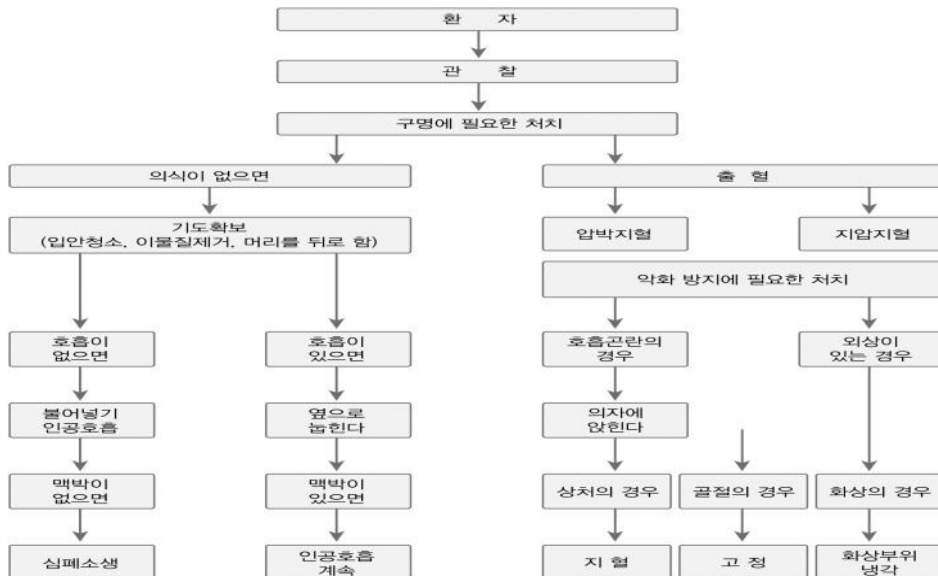 환 자
관 찰
구명에 필요한 처치
의식이 없으면
출 혈
기도확보
(입안청소, 이물질제거, 머리를 뒤로 함)
압박지혈
지압지혈
악화 방지에 필요한 처치
호흡이
없으면
호흡이
있으면
호흡곤란의
경우
외상이
있는 경우
불어넣기
인공호흡
옆으로
눕힌다
의자에
앉힌다
맥박이
없으면
맥박이
있으면
상처의 경우
골절의 경우
화상의 경우
심폐소생
인공호흡
계속
지 혈
고 정
화상부위
냉각